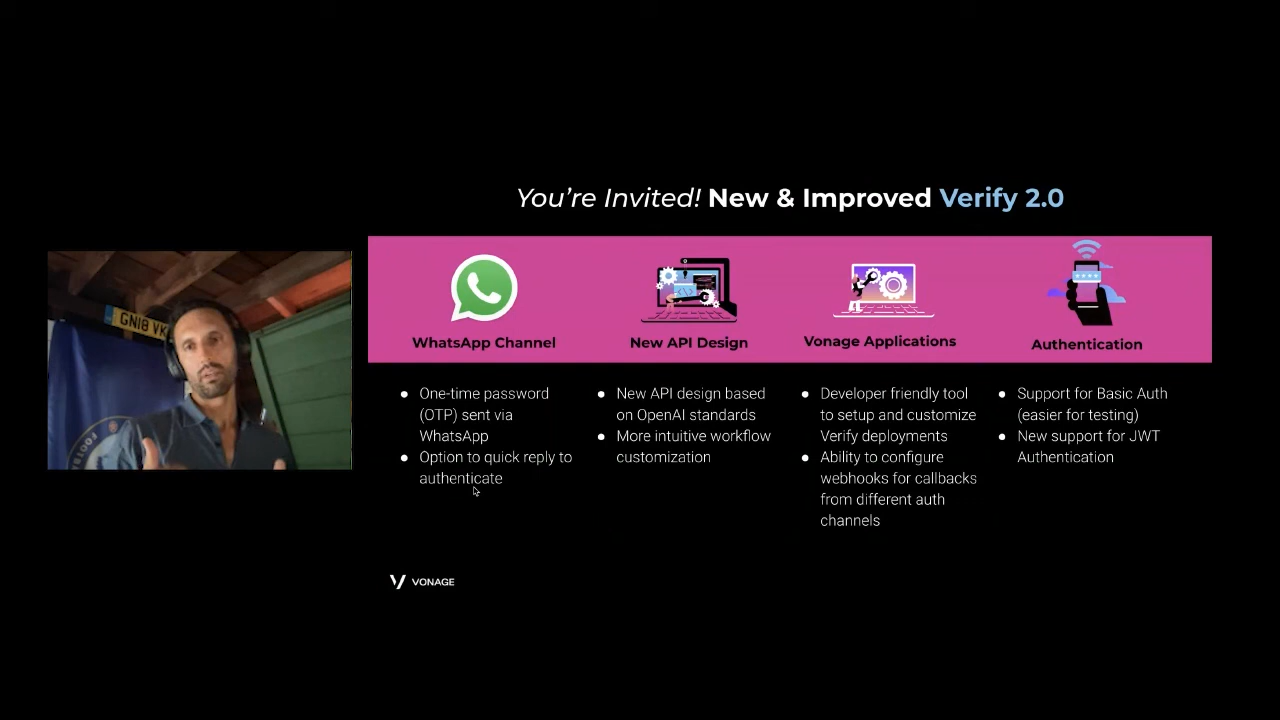 You're Invited! New & Improved Verify 2.0
GN18 VK
WhatsApp Channel
New API Design
Vonage Applications
Authentication
One-time password
(OTP) sent via
WhatsApp
Option to quick reply to
authenticate
New API design based
on OpenAI standards
More intuitive workflow
customization
Developer friendly tool
to setup and customize
Verify deployments
Ability to configure
webhooks for callbacks
from different auth
channels
Support for Basic Auth
(easier for testing)
New support for JWT
Authentication
VONAGE